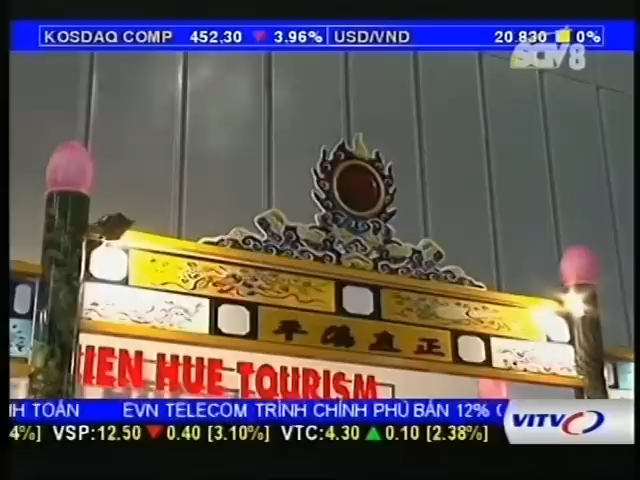 KOSDAQ COMP 452,30 ▼ 3.96% USD/VND 20.830 0%
SCTV8
平 直 正
IEN HUE TOURISM
H TOÁN EVN TELECOM TRÌNH CHÍNH PHỦ BÁN 12%
4%] VSP:12.50 ▼ 0.40 [3.10%] VTC:4.30 ▲ 0.10 [2.38%]
VITV